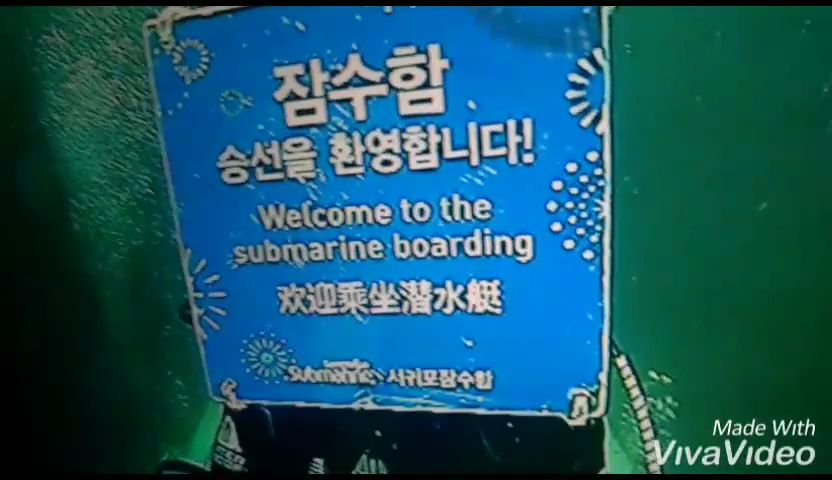 잠수함
승선을 환영합니다!
Welcome to the
submarine boarding
欢迎乘坐潜水艇
Submarine 서귀포잠수함
Made With
VivaVideo